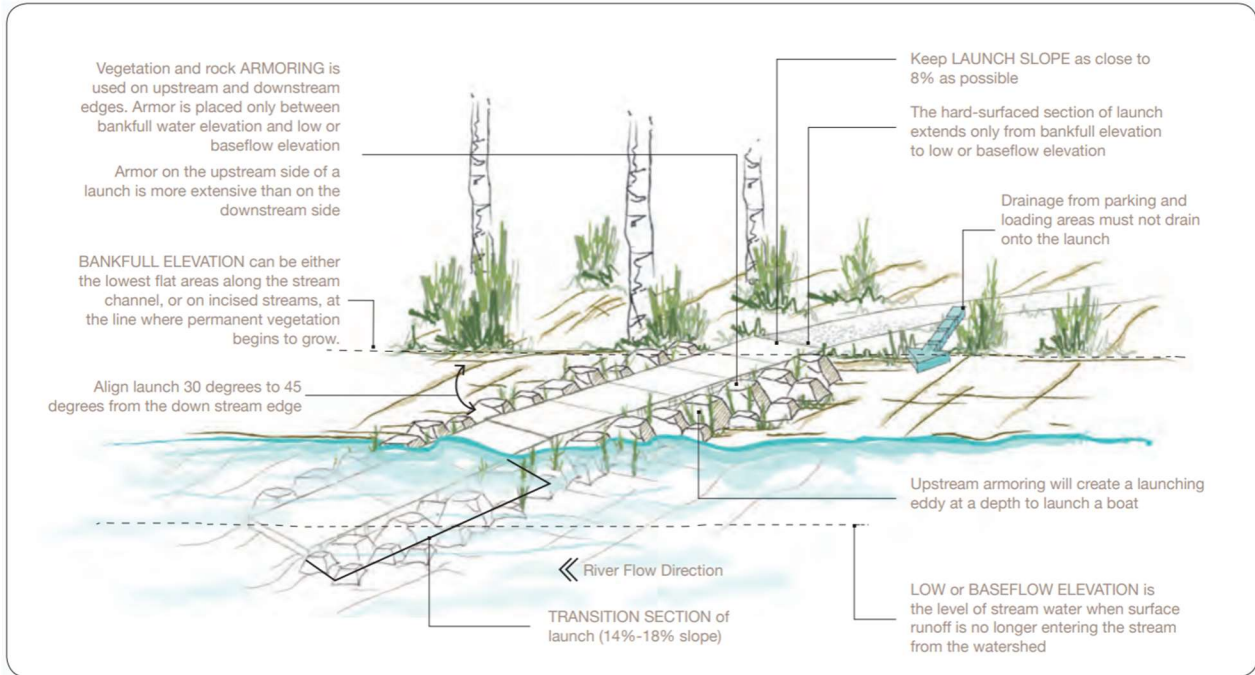 Vegetation and rock ARMORING is
used on upstream and downstream
edges. Armor is placed only between
bankfull water elevation and low or
baseflow elevation
Armor on the upstream side of a
launch is more extensive than on the
downstream side
BANKFULL ELEVATION can be either
the lowest flat areas along the stream
channel, or on incised streams, at
the line where permanent vegetation
begins to grow.
Align launch 30 degrees to 45
degrees from the down stream edge
Keep LAUNCH SLOPE as close to
8% as possible
The hard-surfaced section of launch
extends only from bankfull elevation
to low or baseflow elevation
Drainage from parking and
loading areas must not drain
onto the launch
Upstream armoring will create a launching
eddy at a depth to launch a boat
River Flow Direction
TRANSITION SECTION of
launch (14%-18% slope)
LOW or BASEFLOW ELEVATION is
the level of stream water when surface
runoff is no longer entering the stream
from the watershed